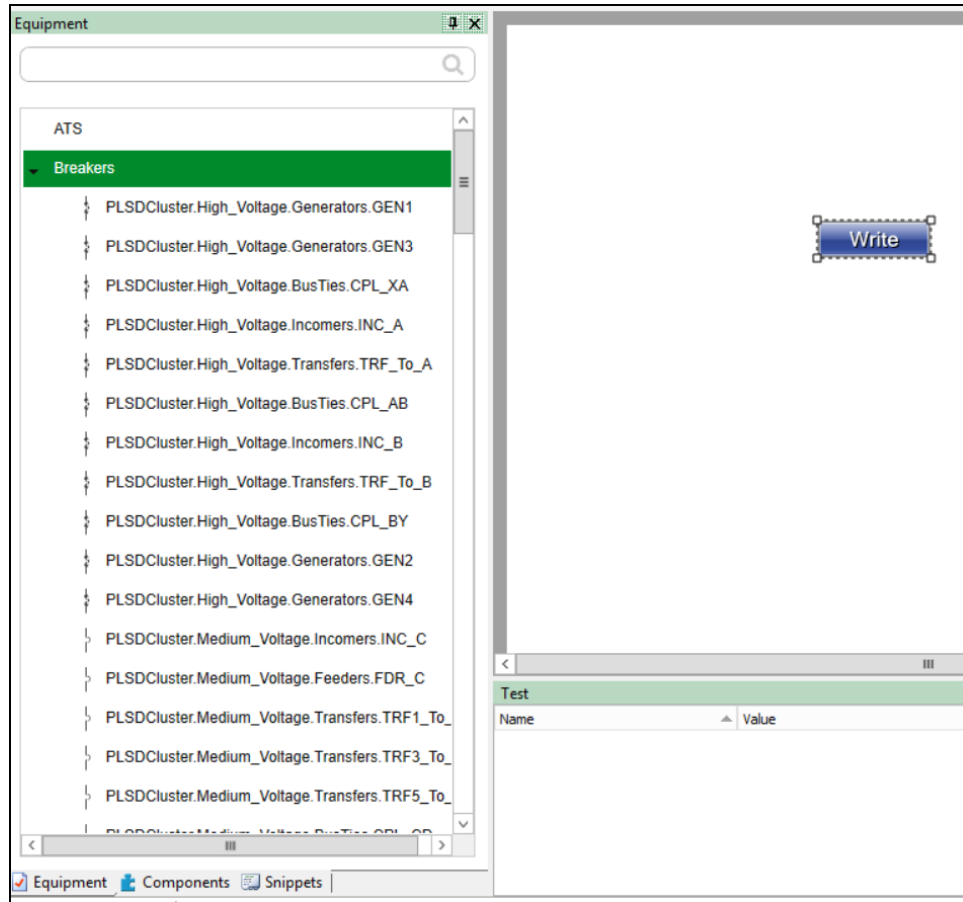 Equipment
ATS
Breakers
PLSDCluster.High_Voltage.Generators.GEN1
PLSDCluster.High_Voltage.Generators.GEN3
PLSDCluster.High_Voltage.BusTies.CPL_XA
PLSDCluster.High_Voltage.Incomers.INC_A
PLSDCluster.High_Voltage.Transfers.TRF_To_A
PLSDCluster.High_Voltage.BusTies.CPL_AB
PLSDCluster.High_Voltage.Incomers.INC_B
PLSDCluster.High_Voltage.Transfers.TRF_To_B
PLSDCluster.High_Voltage.BusTies.CPL_BY
PLSDCluster.High_Voltage.Generators.GEN2
PLSDCluster.High_Voltage.Generators.GEN4
PLSDCluster.Medium_Voltage.Incomers.INC_C
PLSDCluster.Medium_Voltage.Feeders.FDR_C
PLSDCluster.Medium_Voltage.Transfers.TRF1_To_
PLSDCluster.Medium_Voltage.Transfers.TRF3_To_
PLSDCluster.Medium_Voltage.Transfers.TRF5_To_
Equipment Components Snippets
Write
Test
Name Value